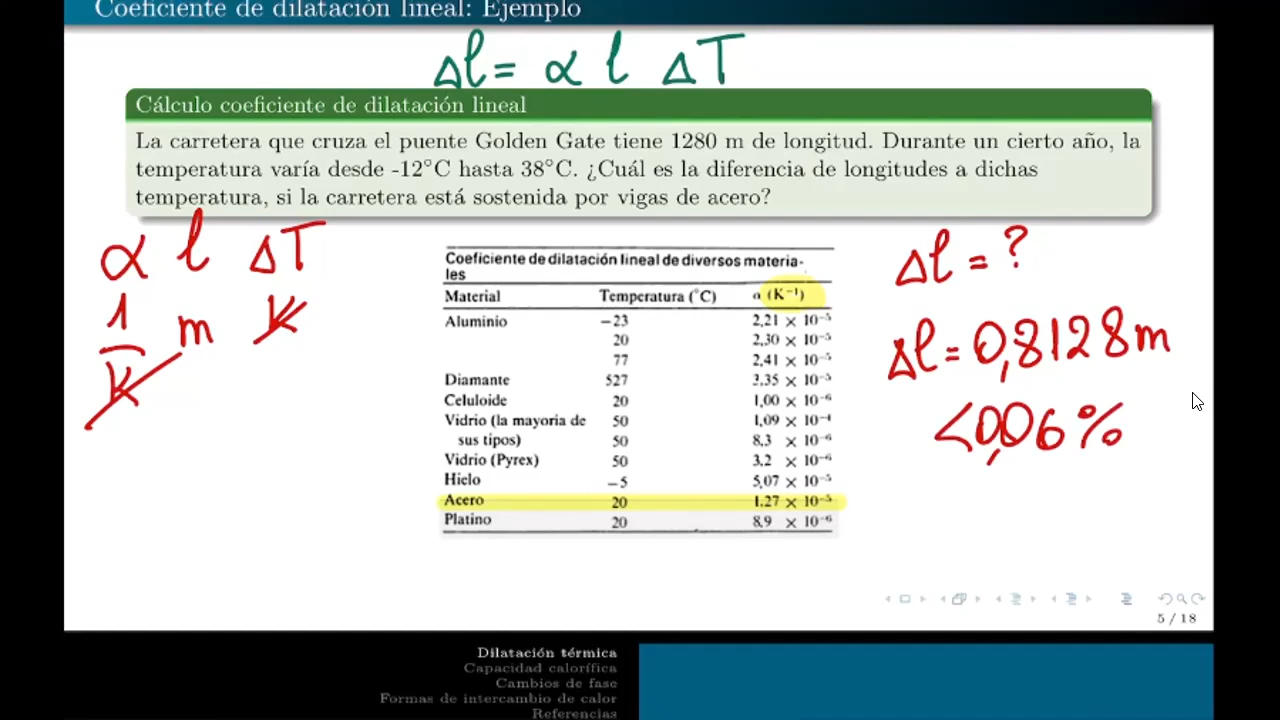 Coeficiente de dilatación lineal: Ejemplo
Δl = α l ΔT
Cálculo coeficiente de dilatación lineal
La carretera que cruza el puente Golden Gate tiene 1280 m de longitud. Durante un cierto año, la
temperatura varía desde -12°C hasta 38°C. ¿Cuál es la diferencia de longitudes a dichas
temperatura, si la carretera está sostenida por vigas de acero?
α l ΔT
1/K m K
Coeficiente de dilatación lineal de diversos materia-
les
Material Temperatura (°C) α (K⁻¹)
Aluminio −23 2,21 × 10⁻⁵
20 2,30 × 10⁻⁵
77 2,41 × 10⁻⁵
Diamante 527 3,35 × 10⁻⁵
Celuloide 20 1,00 × 10⁻⁶
Vidrio (la mayoria de 50 1,09 × 10⁻⁴
sus tipos) 50 8,3 × 10⁻⁶
Vidrio (Pyrex) 50 3,2 × 10⁻⁶
Hielo −5 5,07 × 10⁻⁵
Acero 20 1,27 × 10⁻⁵
Platino 20 8,9 × 10⁻⁶
Δl = ?
Δl = 0,8128 m
<0,06 %
5 / 18
Dilatación térmica
Capacidad calorífica
Cambios de fase
Formas de intercambio de calor
Referencias